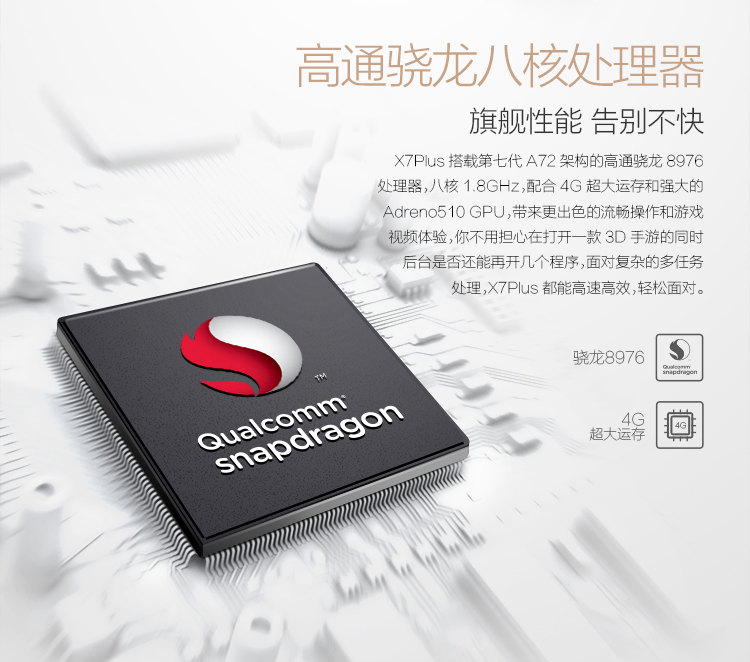 高通骁龙八核处理器
旗舰性能 告别不快
X7Plus 搭载第七代 A72 架构的高通骁龙 8976
处理器,八核 1.8GHz,配合 4G 超大运存和强大的
Adreno510 GPU,带来更出色的流畅操作和游戏
视频体验,你不用担心在打开一款 3D 手游的同时
后台是否还能再开几个程序,面对复杂的多任务
处理,X7Plus 都能高速高效,轻松面对。
骁龙8976
Qualcomm
snapdragon
4G
超大运存
4G
TM
Qualcomm®
snapdragon